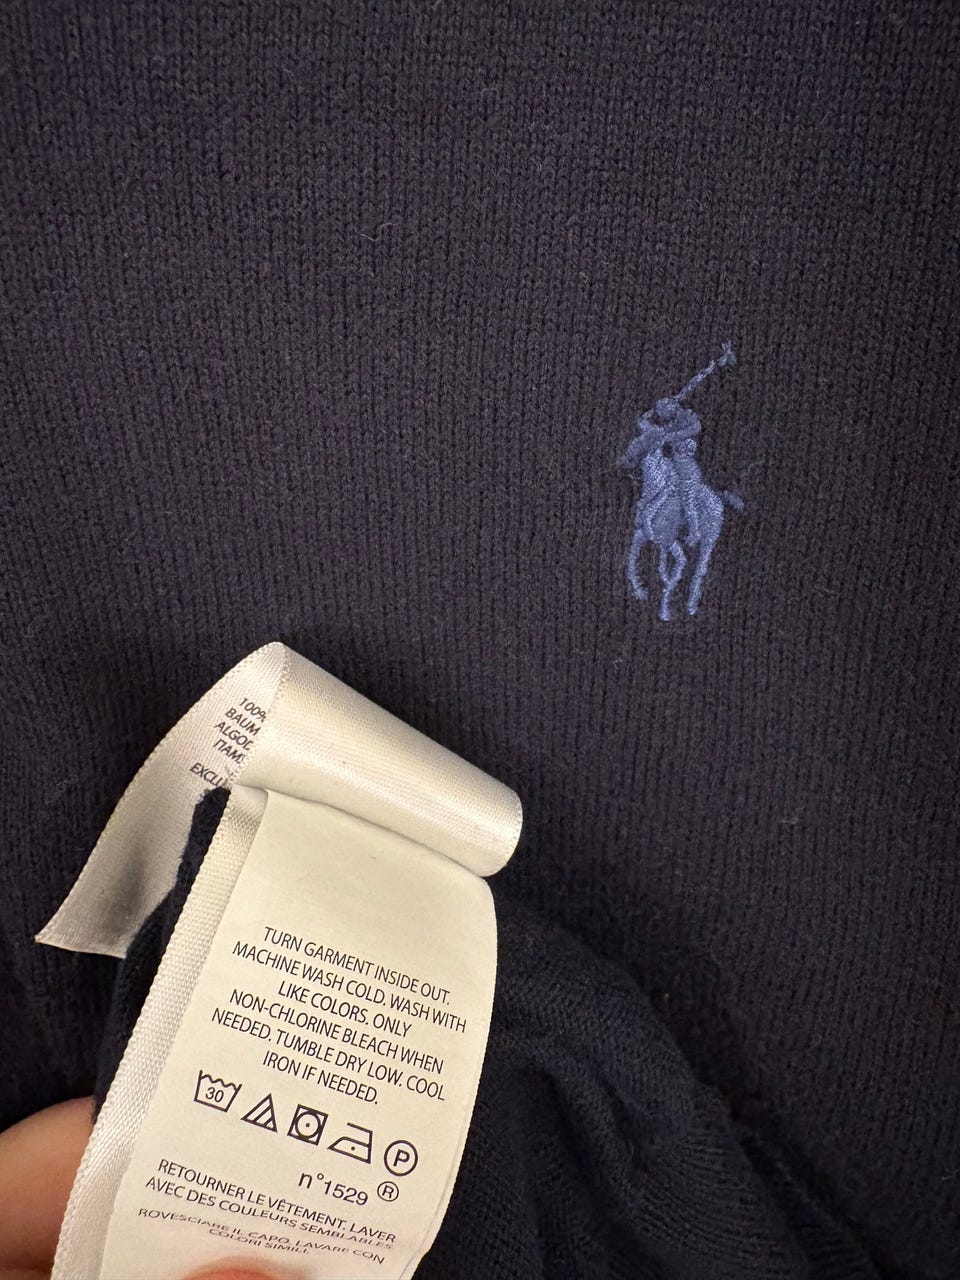 100%
BAUM
ALGOD
ПАМ
EXCLU
TURN GARMENT INSIDE OUT.
MACHINE WASH COLD. WASH WITH
LIKE COLORS. ONLY
NON-CHLORINE BLEACH WHEN
NEEDED. TUMBLE DRY LOW. COOL
IRON IF NEEDED.
30 P
n°1529 ®
RETOURNER LE VÊTEMENT. LAVER
AVEC DES COULEURS SEMBLABLES
ROVESCIARE IL CAPO. LAVARE CON
COLORI SIMILI.